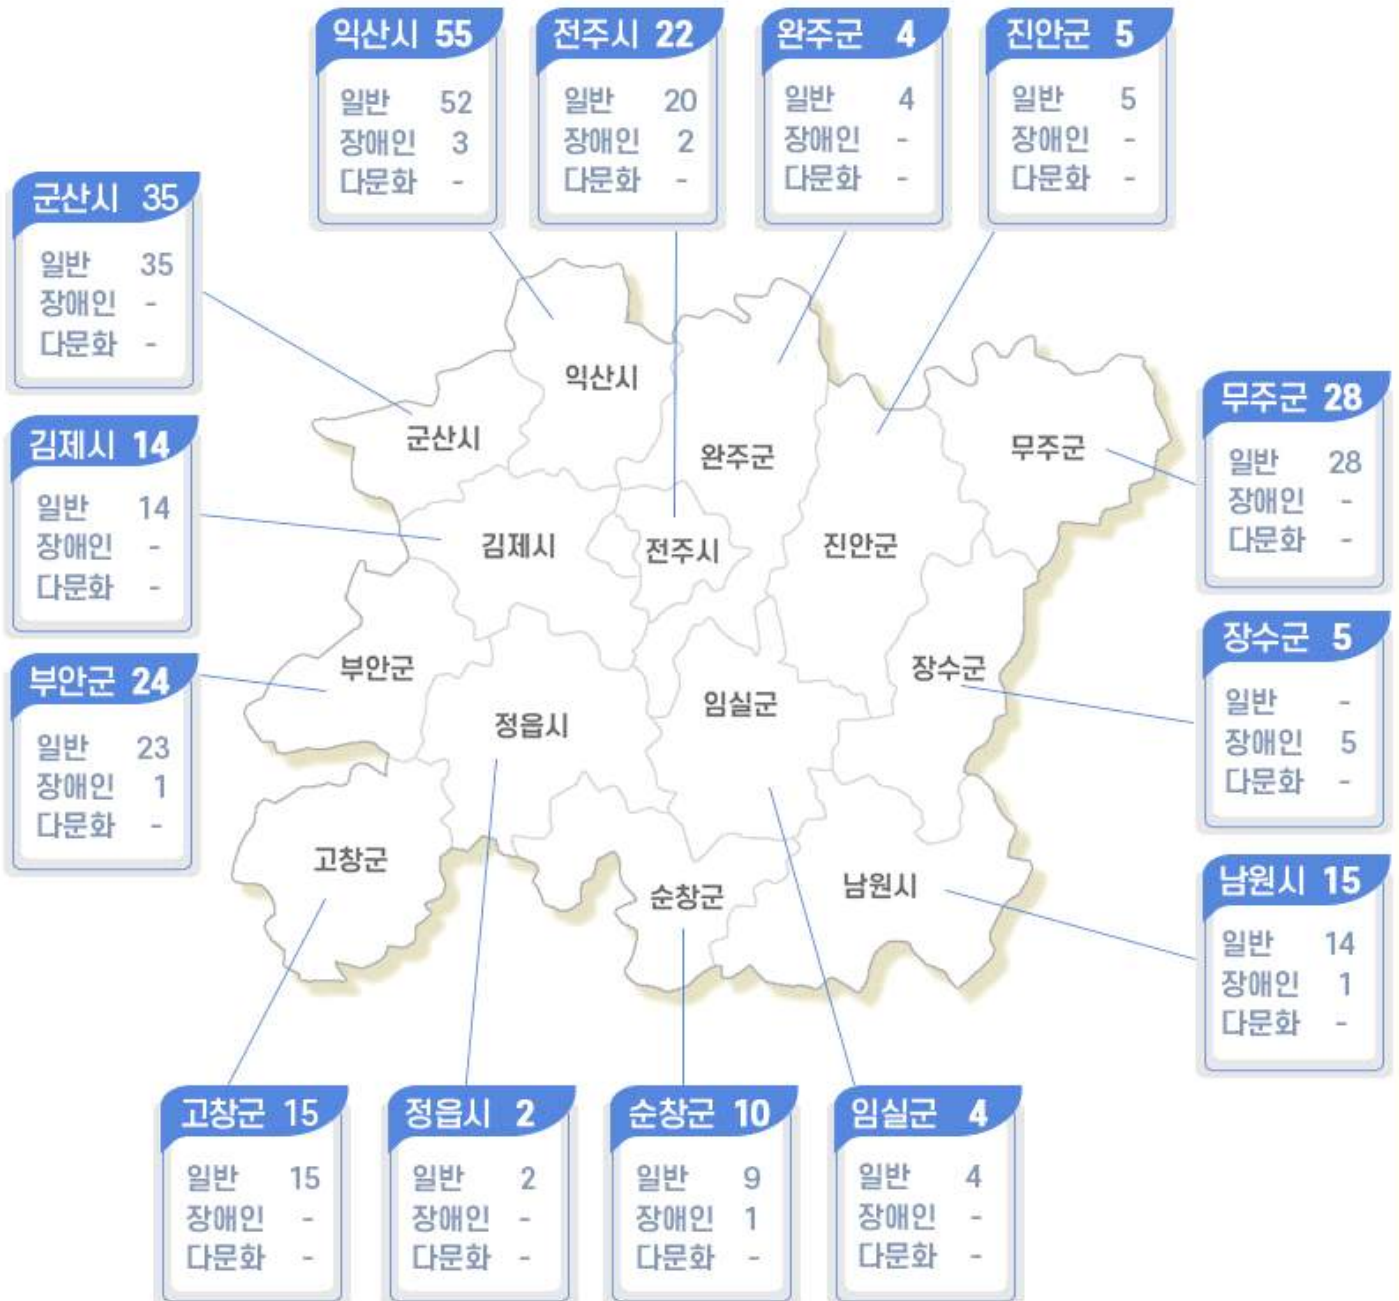 익산시 55
일반 52
장애인 3
다문화 -
전주시 22
일반 20
장애인 2
다문화 -
완주군 4
일반 4
장애인 -
다문화 -
진안군 5
일반 5
장애인 -
다문화 -
군산시 35
일반 35
장애인 -
다문화 -
김제시 14
일반 14
장애인 -
다문화 -
부안군 24
일반 23
장애인 1
다문화 -
무주군 28
일반 28
장애인 -
다문화 -
장수군 5
일반 -
장애인 5
다문화 -
남원시 15
일반 14
장애인 1
다문화 -
익산시
군산시
완주군
무주군
김제시
전주시
진안군
부안군
장수군
정읍시
임실군
고창군
순창군
남원시
고창군 15
일반 15
장애인 -
다문화 -
정읍시 2
일반 2
장애인 -
다문화 -
순창군 10
일반 9
장애인 1
다문화 -
임실군 4
일반 4
장애인 -
다문화 -